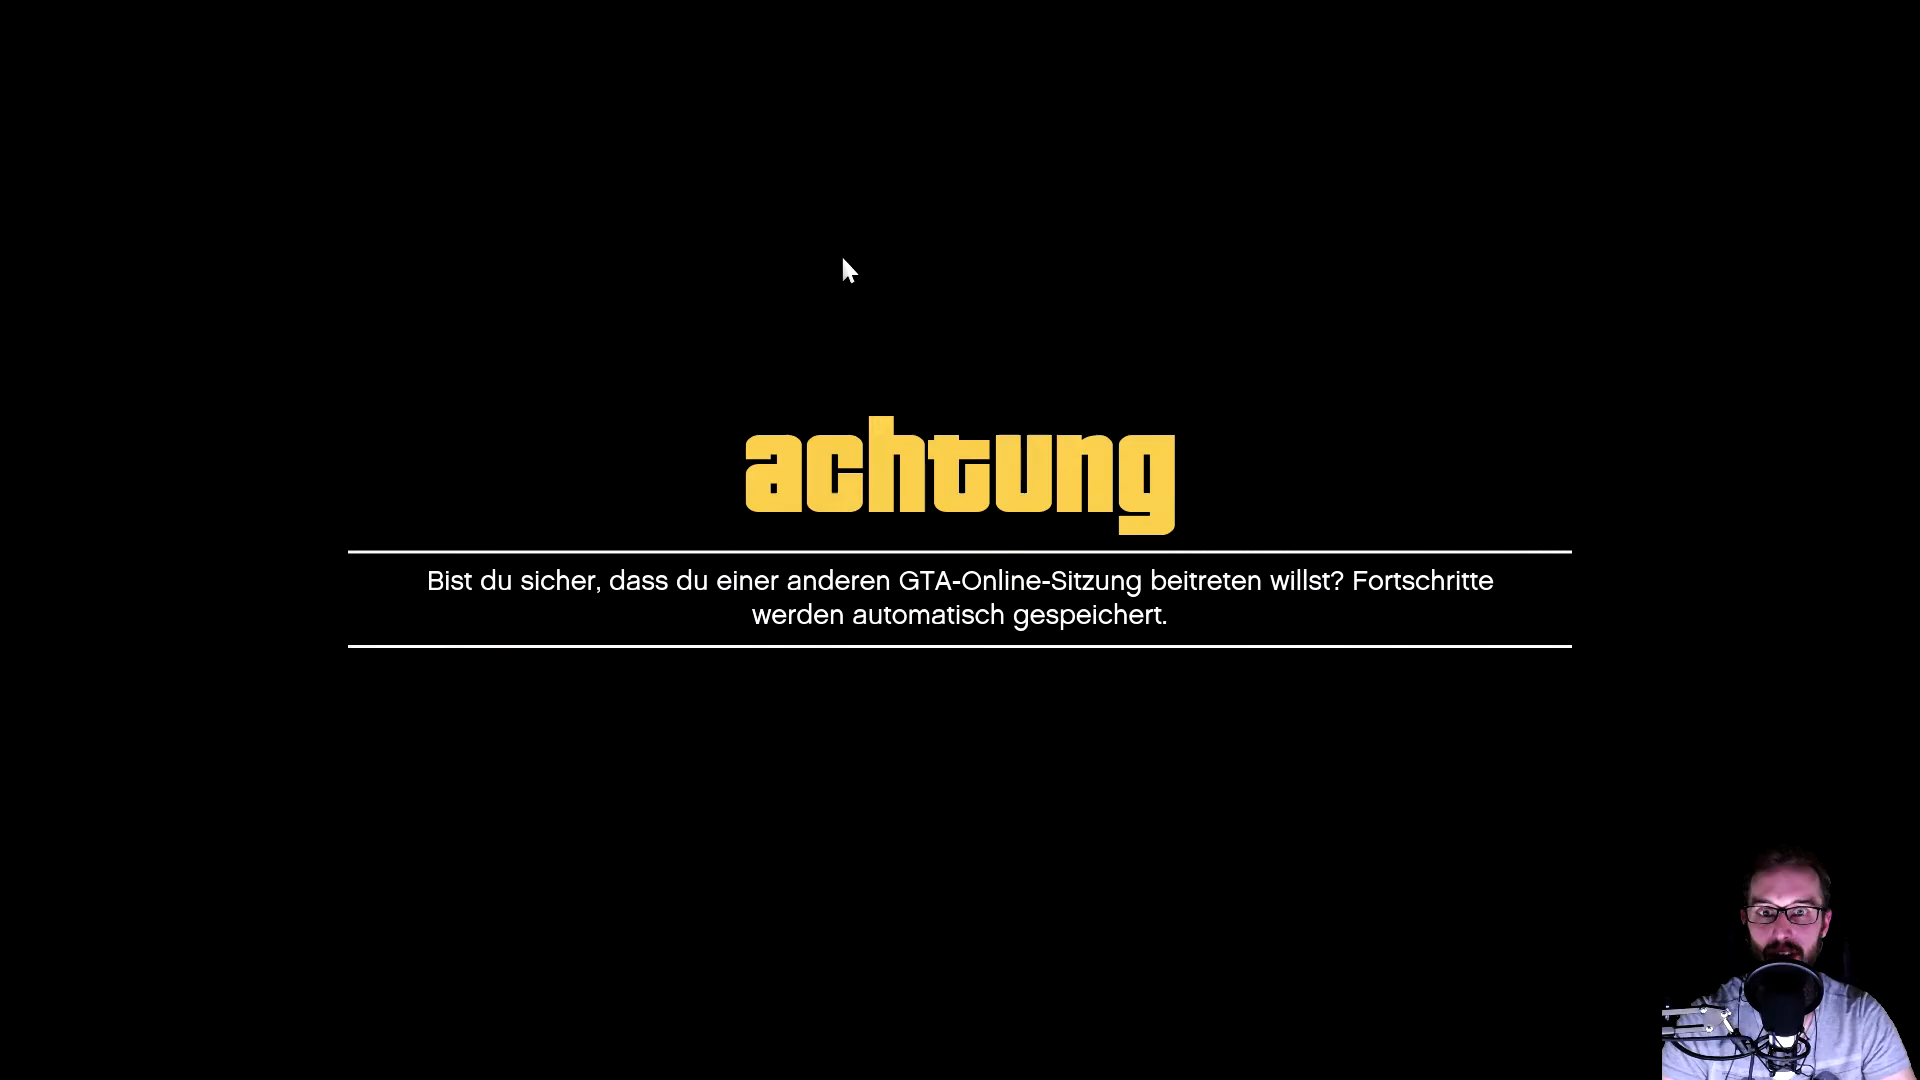 achtung
Bist du sicher, dass du einer anderen GTA-Online-Sitzung beitreten willst? Fortschritte
werden automatisch gespeichert.